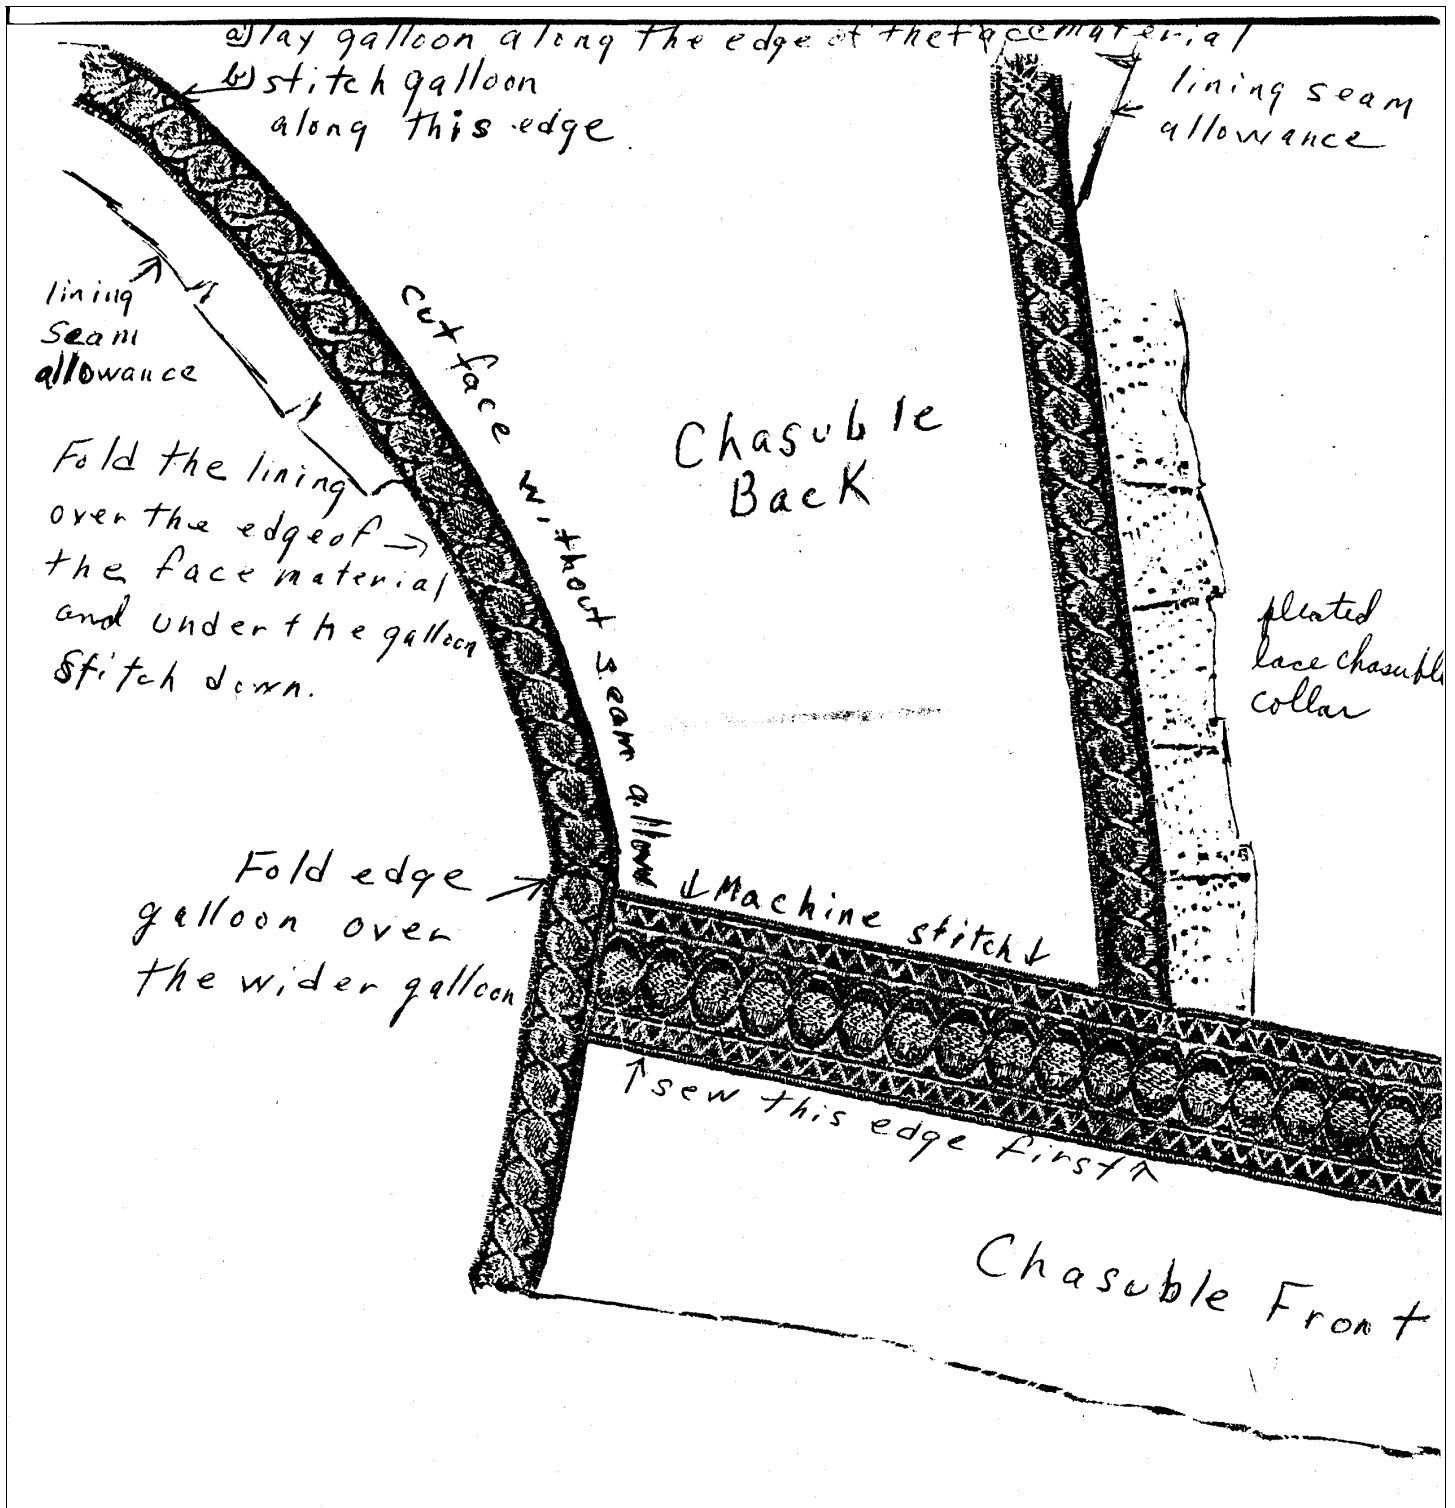 a) lay galloon along the edge of the face material
b) stitch galloon
along this edge
lining seam
allowance
lining
seam
allowance
cut face without seam allow
Chasuble
Back
Fold the lining
over the edge of →
the face material
and under the galloon
Stitch down.
pleated
lace chasuble
collar
Fold edge
galloon over
the wider galloon
↓ Machine stitch ↓
↑ sew this edge first ↑
Chasuble Front